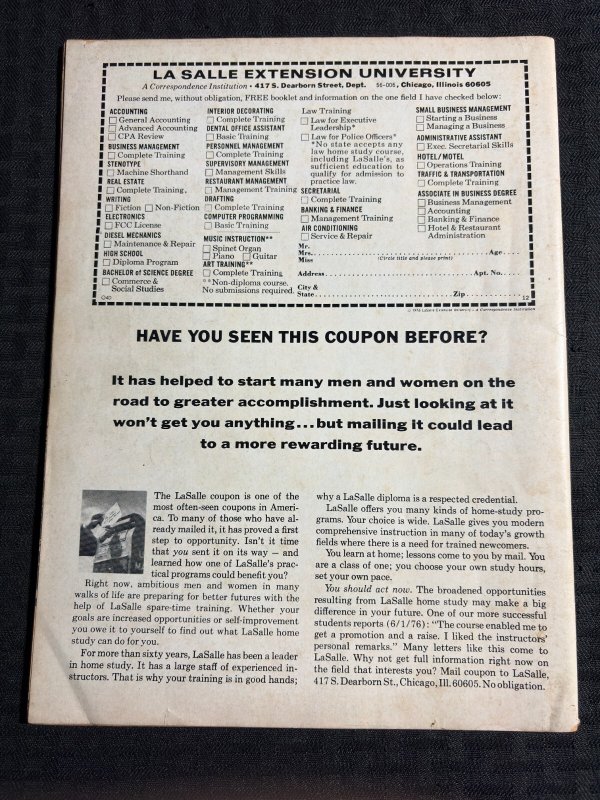 LA SALLE EXTENSION UNIVERSITY
A Correspondence Institution • 417 S. Dearborn Street, Dept. 56-006, Chicago, Illinois 60605
Please send me, without obligation, FREE booklet and information on the one field I have checked below:
ACCOUNTING
General Accounting
Advanced Accounting
CPA Review
BUSINESS MANAGEMENT
Complete Training
STENOTYPE
Machine Shorthand
REAL ESTATE
Complete Training,
WRITING
Fiction Non-Fiction
ELECTRONICS
FCC License
DIESEL MECHANICS
Maintenance & Repair
HIGH SCHOOL
Diploma Program
BACHELOR of SCIENCE DEGREE
Commerce &
Social Studies
INTERIOR DECORATING
Complete Training
DENTAL OFFICE ASSISTANT
Basic Training
PERSONNEL MANAGEMENT
Complete Training
SUPERVISORY MANAGEMENT
Management Skills
RESTAURANT MANAGEMENT
Management Training
DRAFTING
Complete Training
COMPUTER PROGRAMMING
Basic Training
MUSIC INSTRUCTION**
Spinet Organ
Piano Guitar
ART TRAINING**
Complete Training
**Non-diploma course.
No submissions required.
Law Training
Law for Executive
Leadership*
Law for Police Officers*
*No state accepts any
law home study course,
including LaSalle's, as
sufficient education to
qualify for admission to
practice law.
SECRETARIAL
Complete Training
BANKING & FINANCE
Management Training
AIR CONDITIONING
Service & Repair
SMALL BUSINESS MANAGEMENT
Starting a Business
Managing a Business
ADMINISTRATIVE ASSISTANT
Exec. Secretarial Skills
HOTEL/MOTEL
Operations Training
TRAFFIC & TRANSPORTATION
Complete Training
ASSOCIATE IN BUSINESS DEGREE
Business Management
Accounting
Banking & Finance
Hotel & Restaurant
Administration
Mr.
Mrs. Age
Miss (Circle title and please print)
Address Apt. No.
City &
State Zip
12
LaSalle Extension University • A Correspondence Institution
HAVE YOU SEEN THIS COUPON BEFORE?
It has helped to start many men and women on the
road to greater accomplishment. Just looking at it
won't get you anything...but mailing it could lead
to a more rewarding future.
The LaSalle coupon is one of the
most often-seen coupons in Ameri-
ca. To many of those who have al-
ready mailed it, it has proved a first
step to opportunity. Isn't it time
that you sent it on its way — and
learned how one of LaSalle's prac-
tical programs could benefit you?
Right now, ambitious men and women in many
walks of life are preparing for better futures with the
help of LaSalle spare-time training. Whether your
goals are increased opportunities or self-improvement
you owe it to yourself to find out what LaSalle home
study can do for you.
For more than sixty years, LaSalle has been a leader
in home study. It has a large staff of experienced in-
structors. That is why your training is in good hands;
why a LaSalle diploma is a respected credential.
LaSalle offers you many kinds of home-study pro-
grams. Your choice is wide. LaSalle gives you modern
comprehensive instruction in many of today's growth
fields where there is a need for trained newcomers.
You learn at home; lessons come to you by mail. You
are a class of one; you choose your own study hours,
set your own pace.
You should act now. The broadened opportunities
resulting from LaSalle home study may make a big
difference in your future. One of our more successful
students reports (6/1/76): "The course enabled me to
get a promotion and a raise. I liked the instructors'
personal remarks." Many letters like this come to
LaSalle. Why not get full information right now on
the field that interests you? Mail coupon to LaSalle,
417 S. Dearborn St., Chicago, Ill. 60605. No obligation.